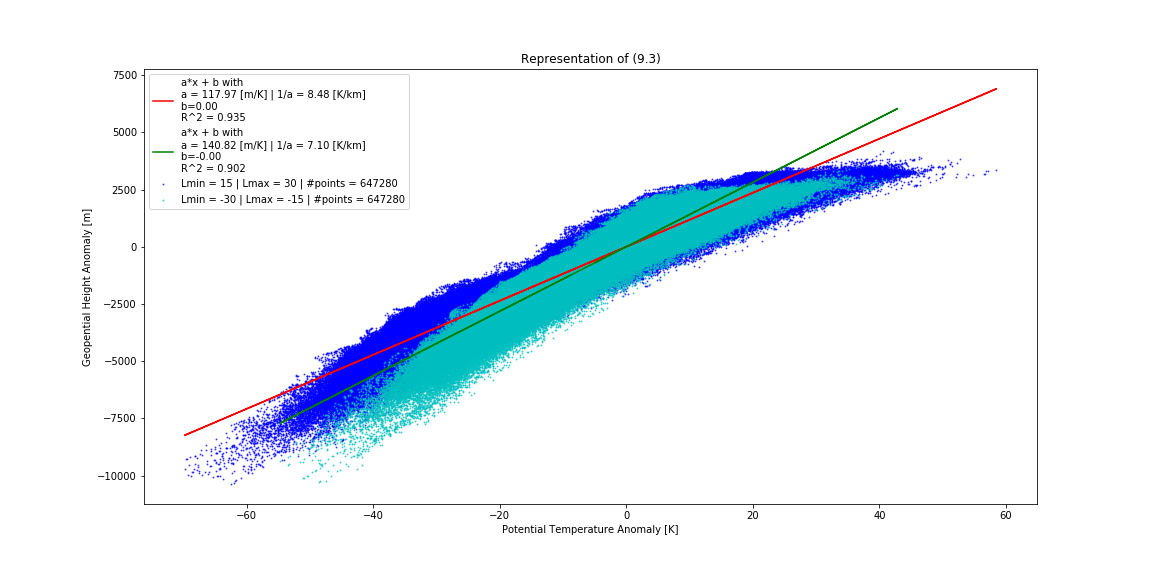 Representation of (9.3)
a*x + b with
a = 117.97 [m/K] | 1/a = 8.48 [K/km]
b=0.00
R^2 = 0.935
a*x + b with
a = 140.82 [m/K] | 1/a = 7.10 [K/km]
b=-0.00
R^2 = 0.902
Lmin = 15 | Lmax = 30 | #points = 647280
Lmin = -30 | Lmax = -15 | #points = 647280
7500
5000
2500
0
−2500
−5000
−7500
−10000
Geopential Height Anomaly [m]
−60
−40
−20
0
20
40
60
Potential Temperature Anomaly [K]